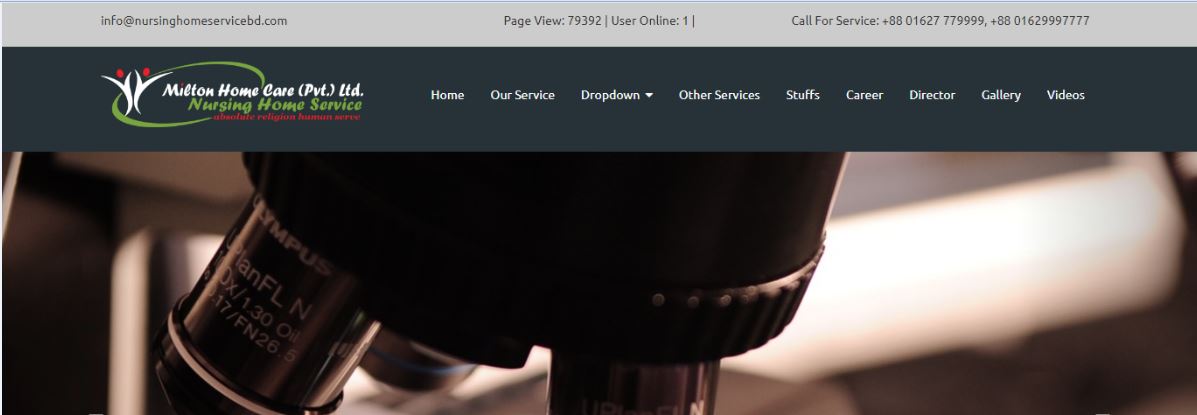 info@nursinghomeservicebd.com
Page View: 79392 | User Online: 1 |
Call For Service: +88 01627 779999, +88 01629997777
Milton Home Care (Pvt.) Ltd.
Nursing Home Service
absolute religion human serve
Home Our Service Dropdown Other Services Stuffs Career Director Gallery Videos
OLYMPUS
UPlanFL N
0X/1.30 Oil
0.17/FN26.5
UPlanFL N